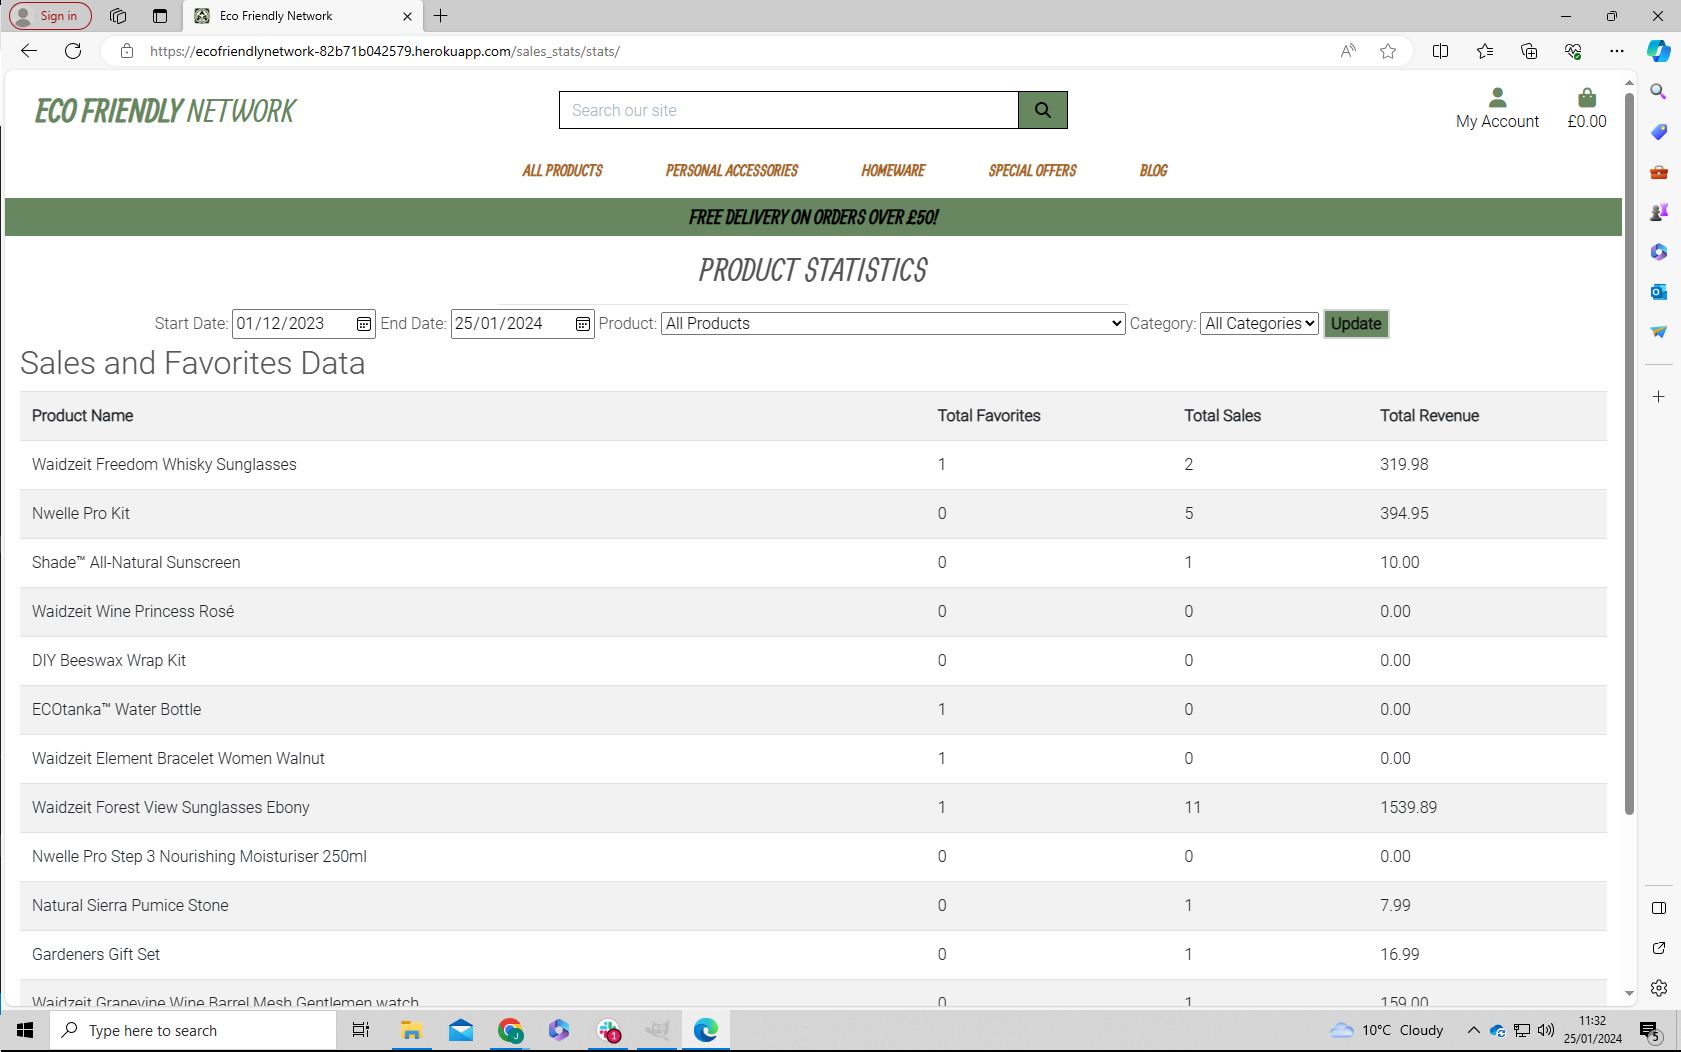 Sign in
Eco Friendly Network
https://ecofriendlynetwork-82b71b042579.herokuapp.com/sales_stats/stats/
ECO FRIENDLY NETWORK
Search our site
My Account
£0.00
ALL PRODUCTS PERSONAL ACCESSORIES HOMEWARE SPECIAL OFFERS BLOG
FREE DELIVERY ON ORDERS OVER £50!
PRODUCT STATISTICS
Start Date: 01/12/2023 End Date: 25/01/2024 Product: All Products Category: All Categories Update
Sales and Favorites Data
Product Name Total Favorites Total Sales Total Revenue
Waidzeit Freedom Whisky Sunglasses 1 2 319.98
Nwelle Pro Kit 0 5 394.95
Shade™ All-Natural Sunscreen 0 1 10.00
Waidzeit Wine Princess Rosé 0 0 0.00
DIY Beeswax Wrap Kit 0 0 0.00
ECOtanka™ Water Bottle 1 0 0.00
Waidzeit Element Bracelet Women Walnut 1 0 0.00
Waidzeit Forest View Sunglasses Ebony 1 11 1539.89
Nwelle Pro Step 3 Nourishing Moisturiser 250ml 0 0 0.00
Natural Sierra Pumice Stone 0 1 7.99
Gardeners Gift Set 0 1 16.99
Waidzeit Grapevine Wine Barrel Mesh Gentlemen watch 0 1 159.00
Type here to search
10°C Cloudy
11:32
25/01/2024
5